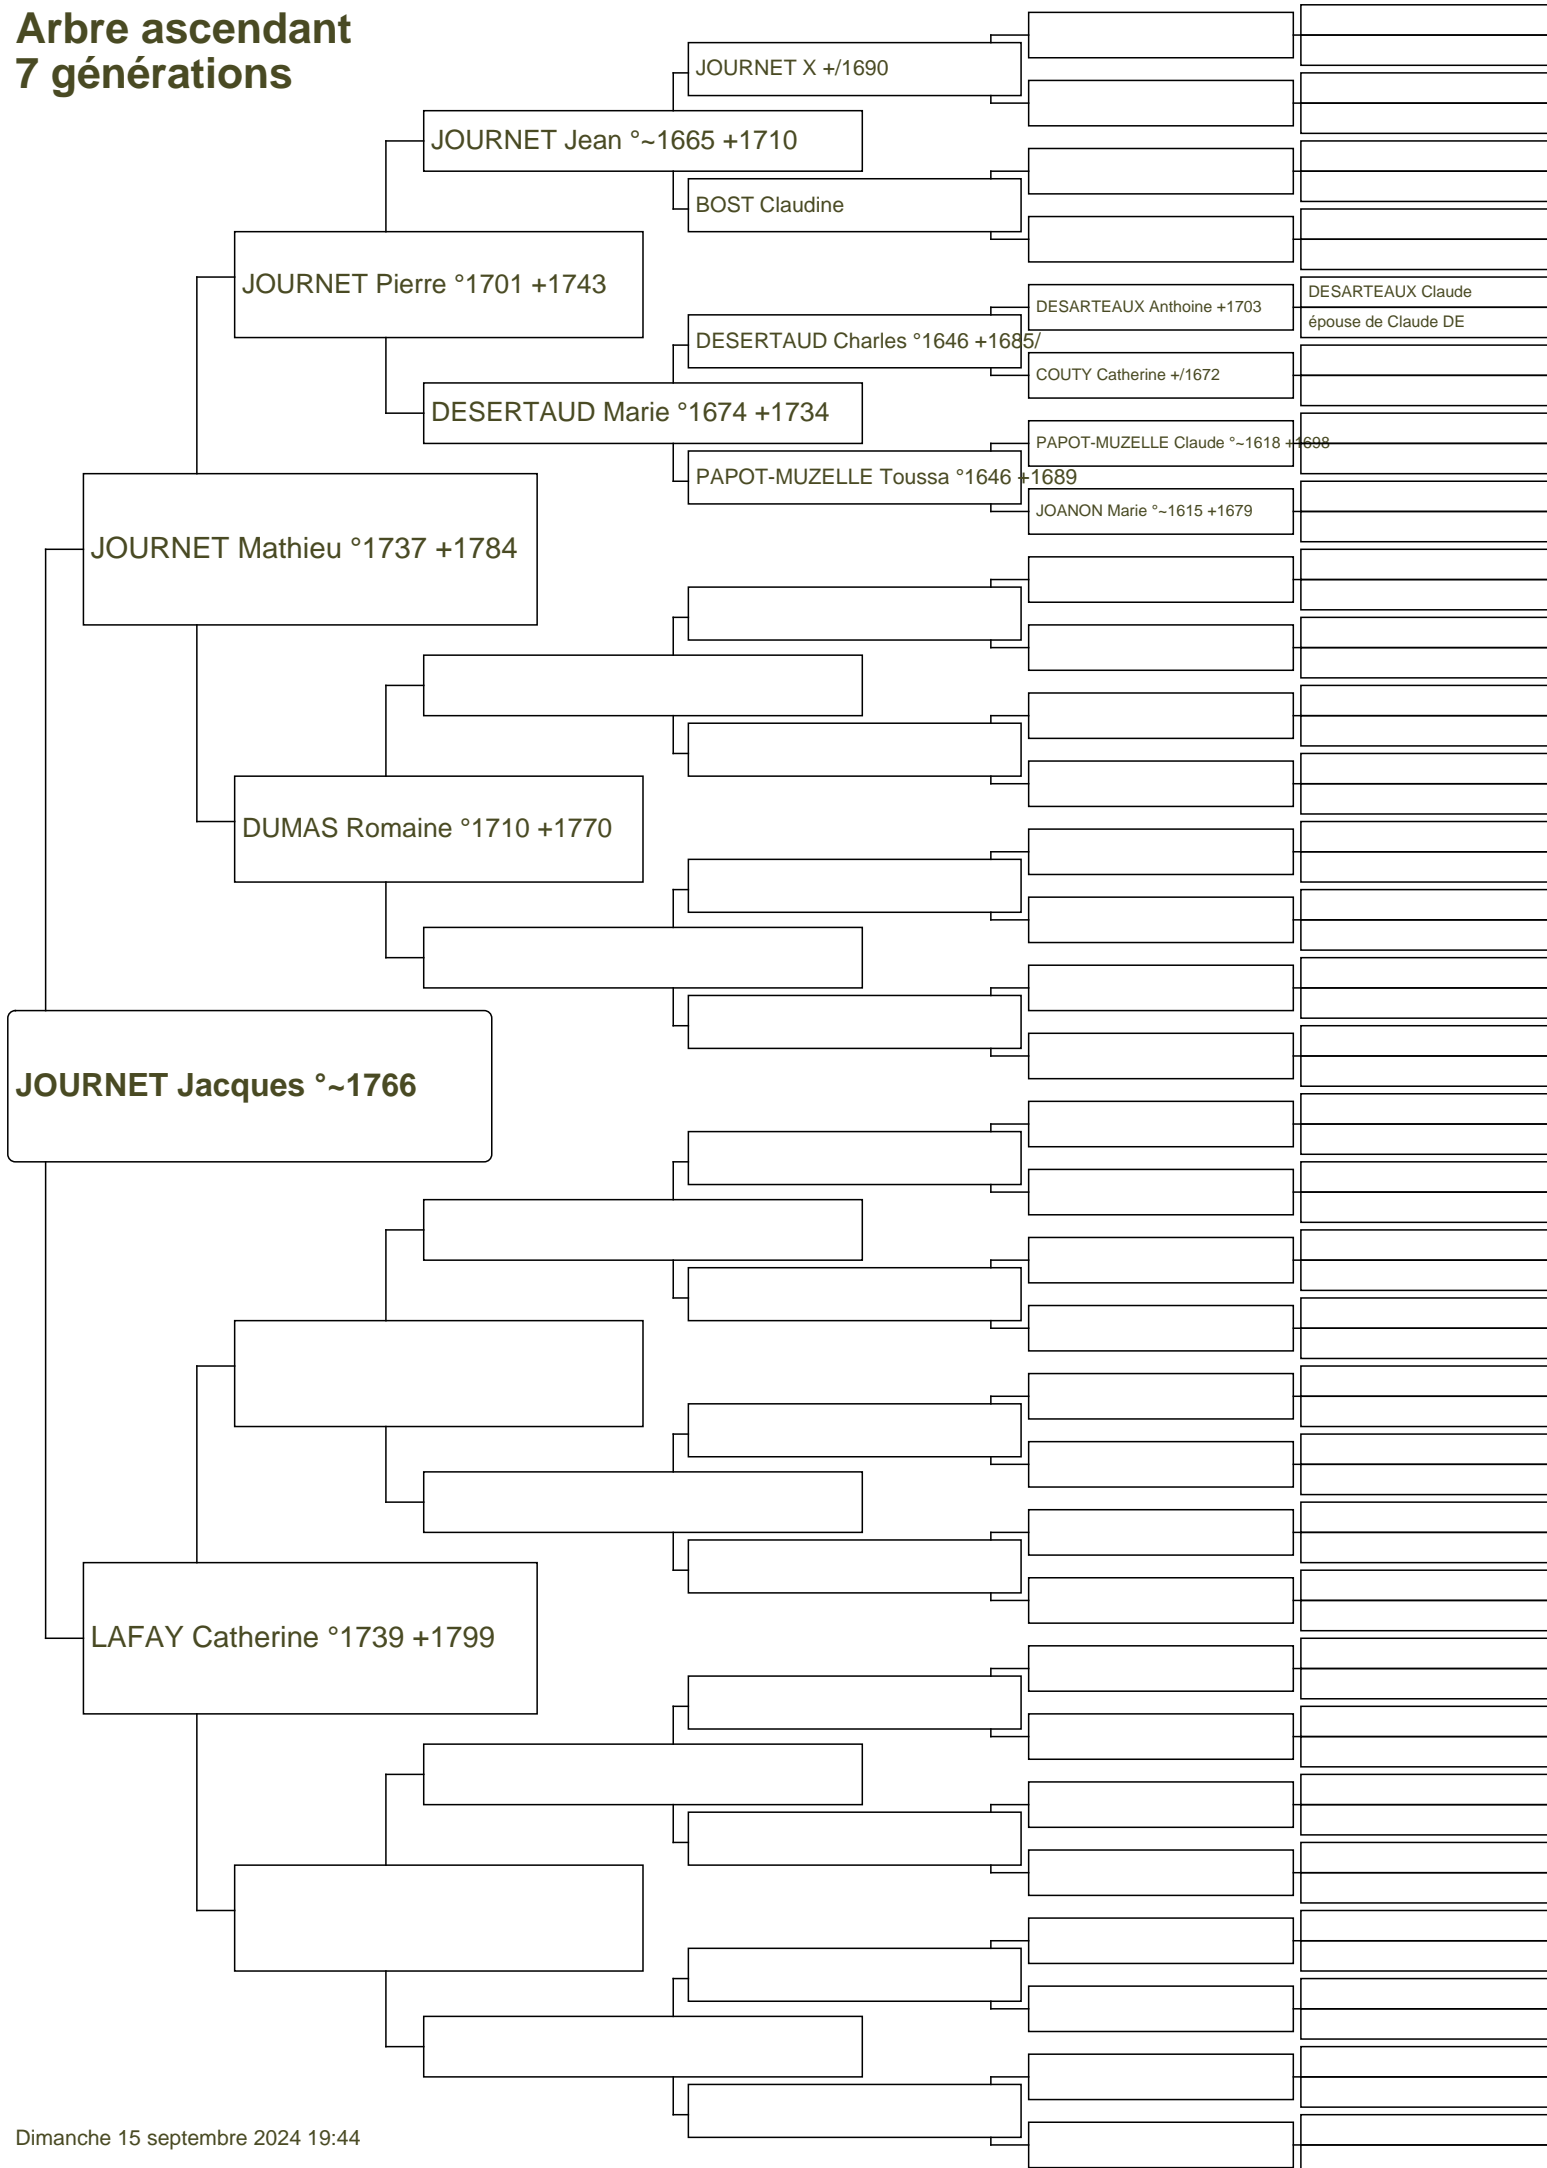 Arbre ascendant
7 générations
JOURNET X +/1690
JOURNET Jean °~1665 +1710
BOST Claudine
JOURNET Pierre °1701 +1743
DESARTEAUX Claude
DESARTEAUX Anthoine +1703
épouse de Claude DE
DESERTAUD Charles °1646 +1685/
COUTY Catherine +/1672
DESERTAUD Marie °1674 +1734
PAPOT-MUZELLE Claude °~1618 +1698
PAPOT-MUZELLE Toussa °1646 +1689
JOANON Marie °~1615 +1679
JOURNET Mathieu °1737 +1784
DUMAS Romaine °1710 +1770
JOURNET Jacques °~1766
LAFAY Catherine °1739 +1799
Dimanche 15 septembre 2024 19:44